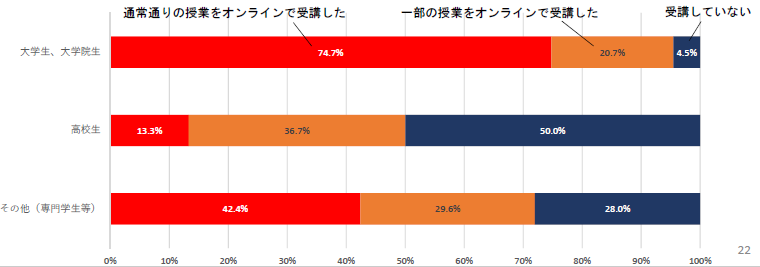 通常通りの授業をオンラインで受講した 一部の授業をオンラインで受講した 受講していない
大学生、大学院生 74.7% 20.7% 4.5%
高校生 13.3% 36.7% 50.0%
その他（専門学生等） 42.4% 29.6% 28.0%
22
0% 10% 20% 30% 40% 50% 60% 70% 80% 90% 100%